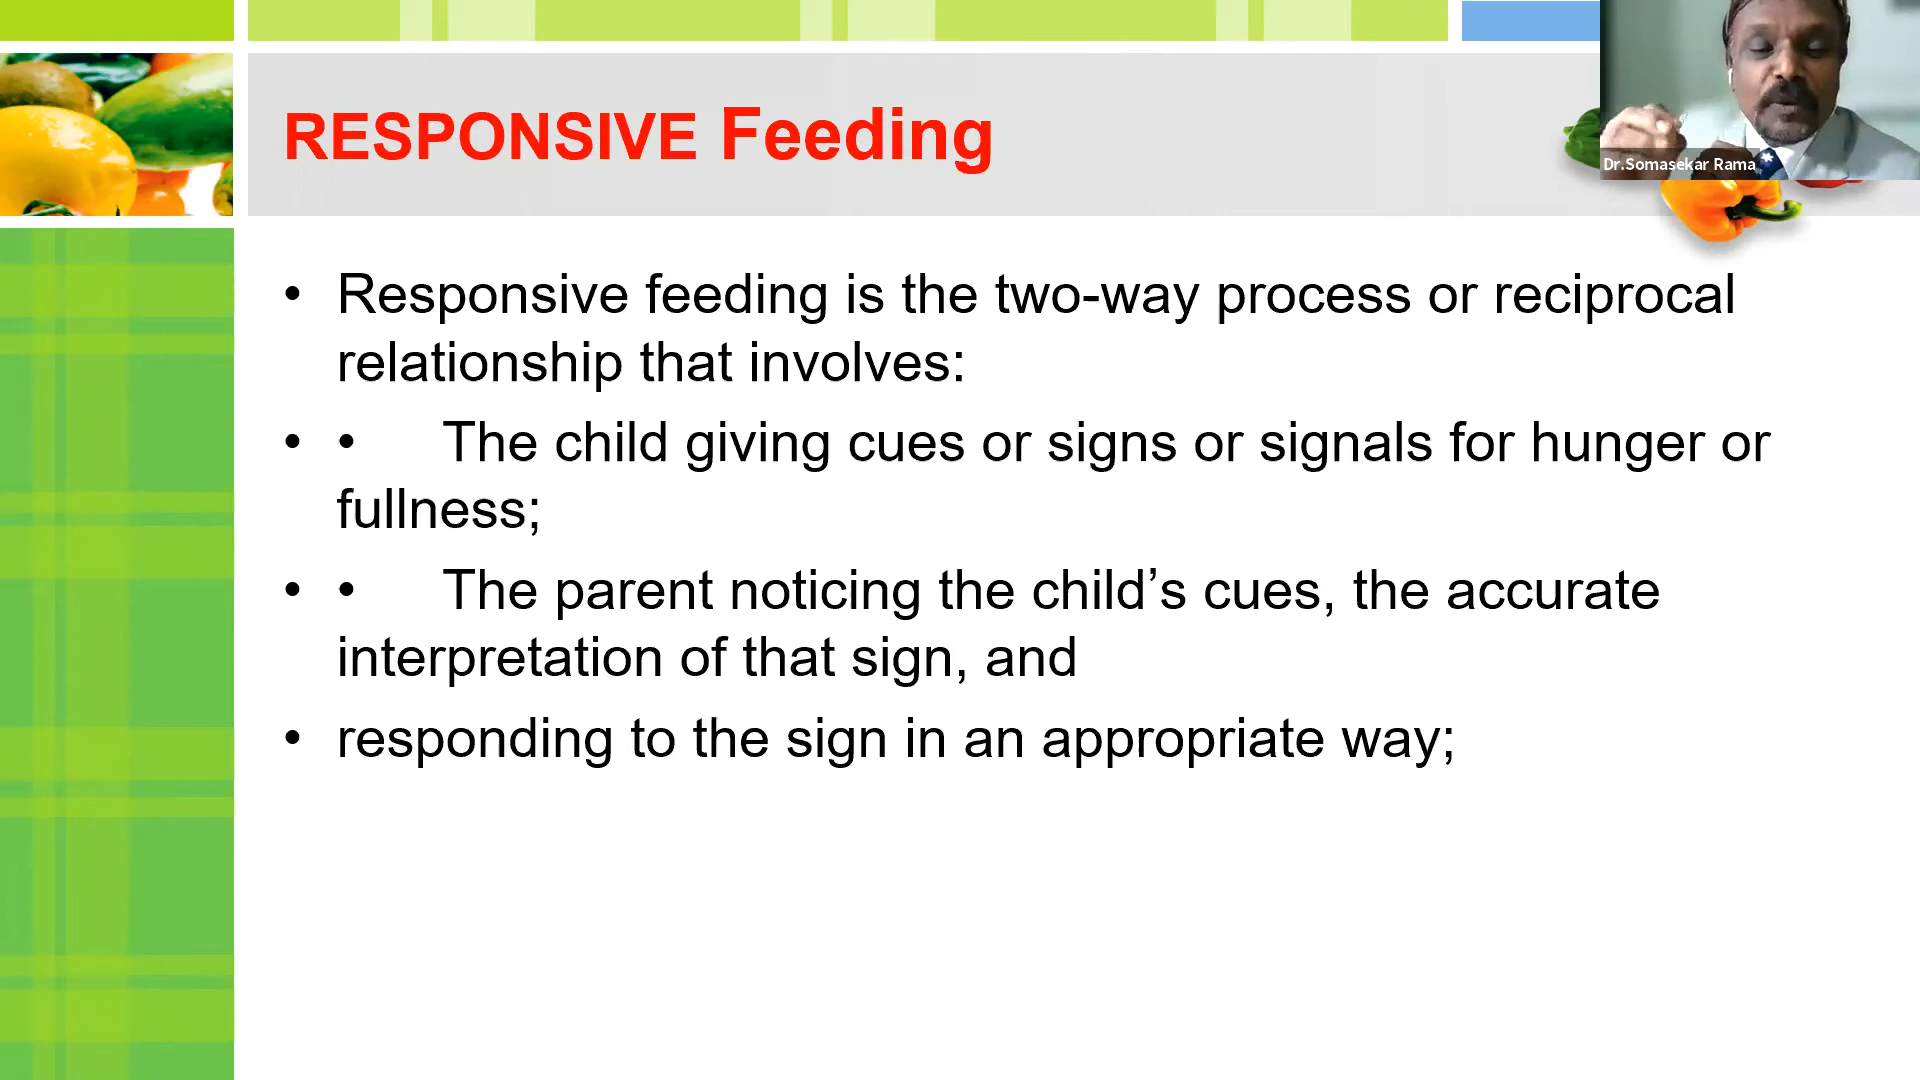 RESPONSIVE Feeding
Dr.Somasekar Rama
• Responsive feeding is the two-way process or reciprocal
relationship that involves:
• • The child giving cues or signs or signals for hunger or
fullness;
• • The parent noticing the child’s cues, the accurate
interpretation of that sign, and
• responding to the sign in an appropriate way;